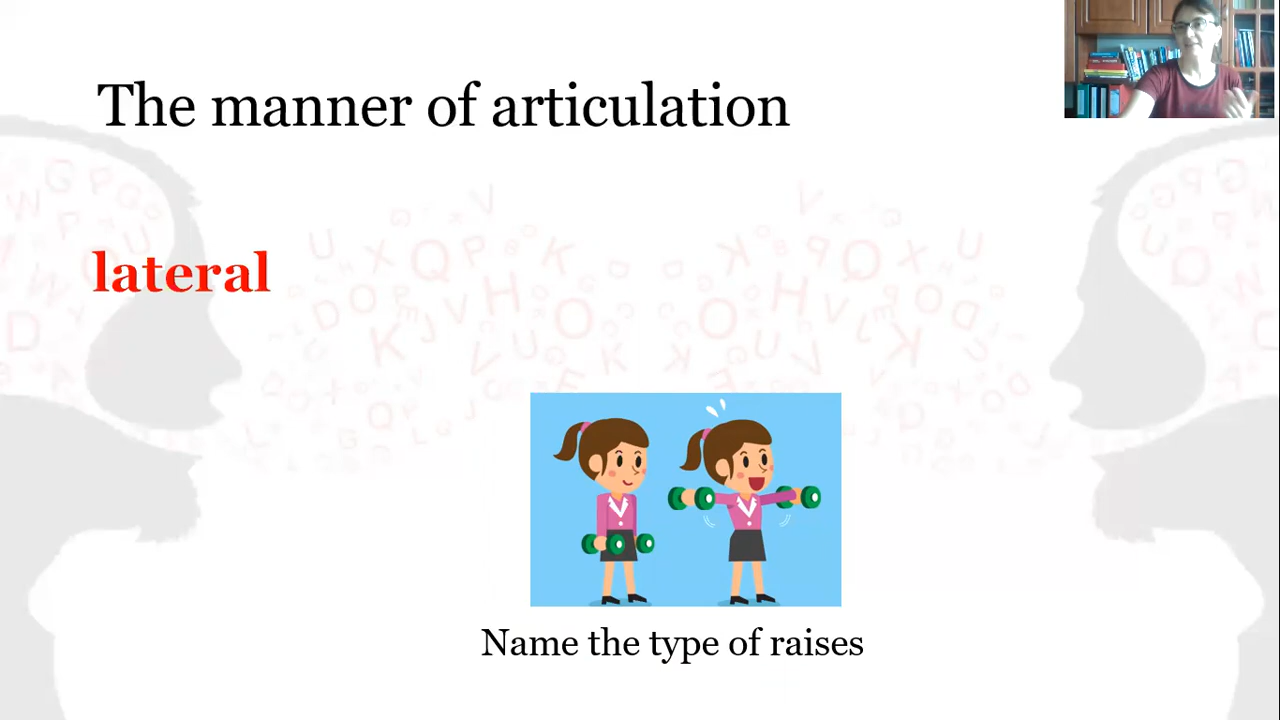 The manner of articulation
lateral
Name the type of raises